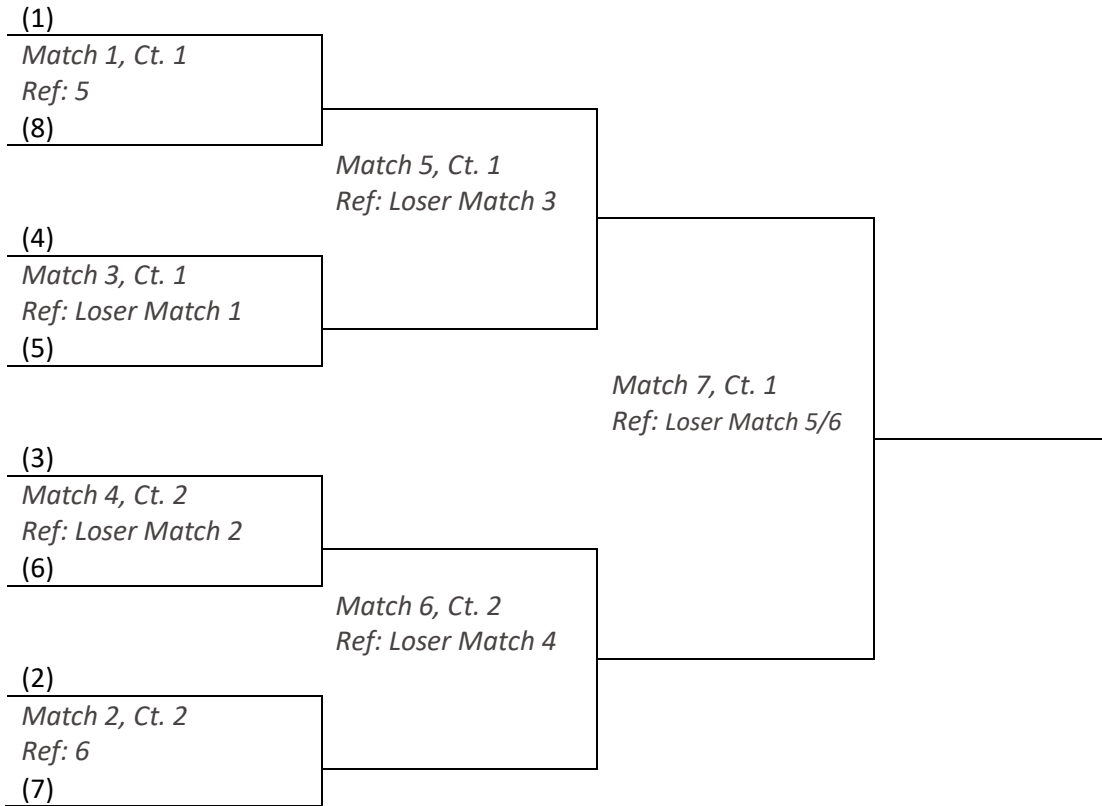 (1)
Match 1, Ct. 1
Ref: 5
(8)
Match 5, Ct. 1
Ref: Loser Match 3
(4)
Match 3, Ct. 1
Ref: Loser Match 1
(5)
Match 7, Ct. 1
Ref: Loser Match 5/6
(3)
Match 4, Ct. 2
Ref: Loser Match 2
(6)
Match 6, Ct. 2
Ref: Loser Match 4
(2)
Match 2, Ct. 2
Ref: 6
(7)